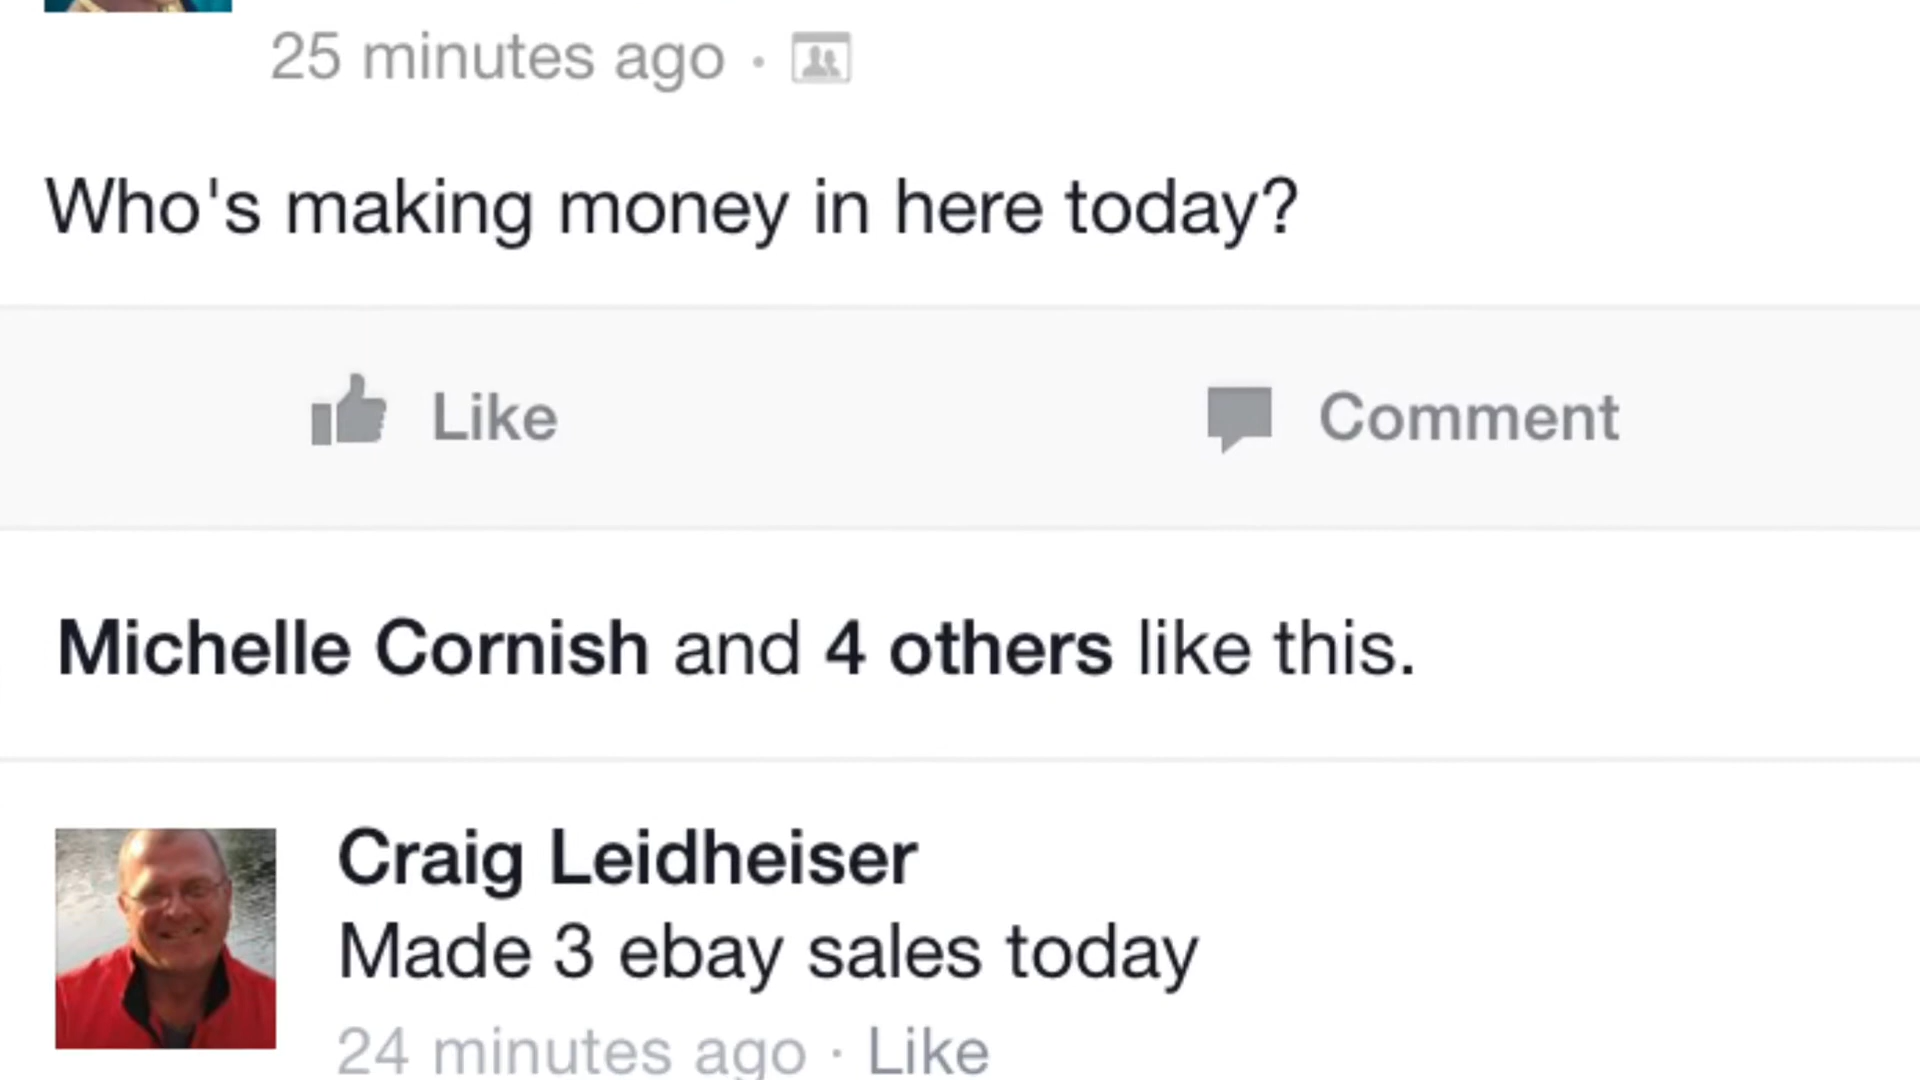 25 minutes ago ·
Who's making money in here today?
Like
Comment
Michelle Cornish and 4 others like this.
Craig Leidheiser
Made 3 ebay sales today
24 minutes ago · Like